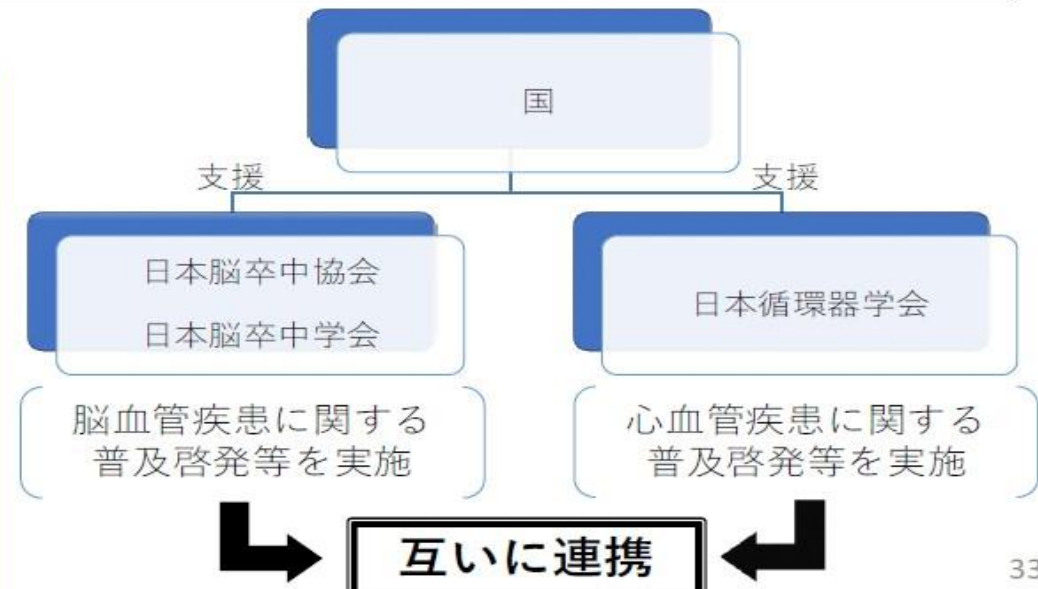 国
支援
支援
日本脳卒中協会
日本脳卒中学会
日本循環器学会
脳血管疾患に関する
普及啓発等を実施
心血管疾患に関する
普及啓発等を実施
互いに連携
33